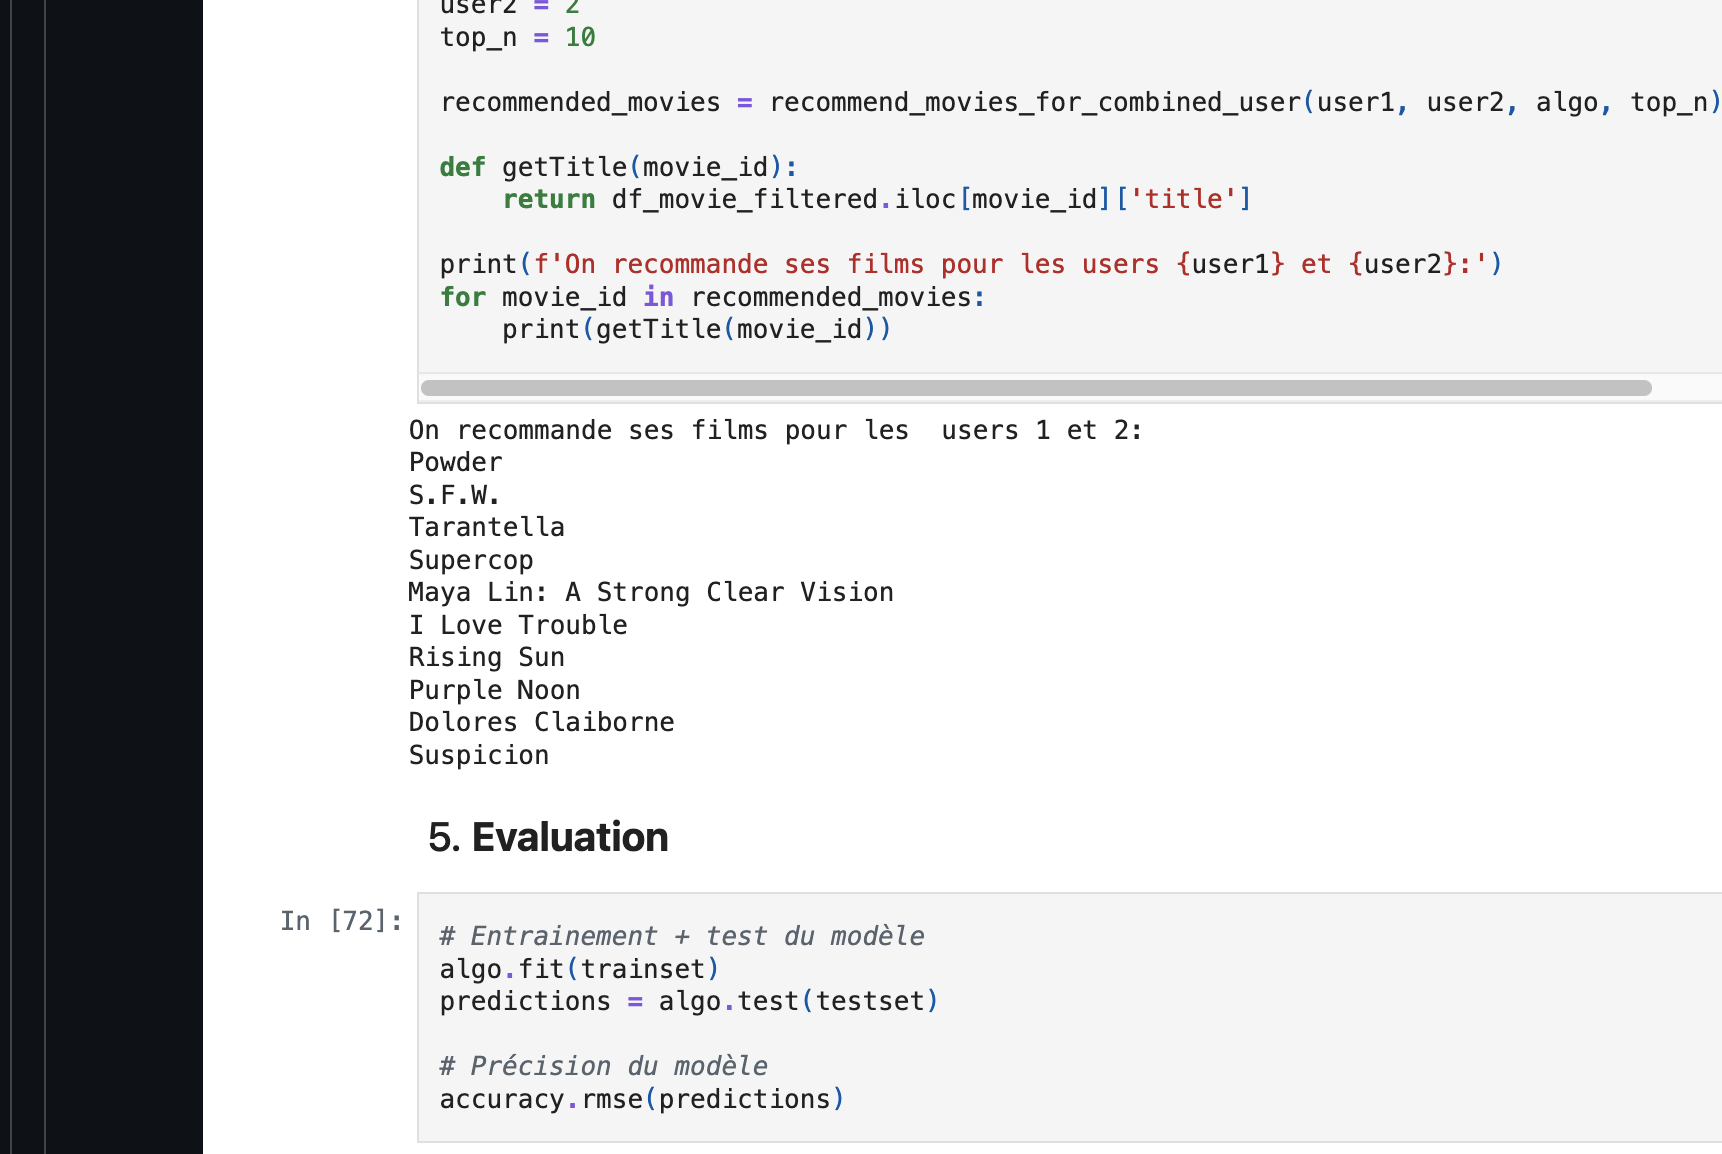 user2 = 2
top_n = 10
recommended_movies = recommend_movies_for_combined_user(user1, user2, algo, top_n)
def getTitle(movie_id):
    return df_movie_filtered.iloc[movie_id]['title']
print(f'On recommande ses films pour les users {user1} et {user2}:')
for movie_id in recommended_movies:
    print(getTitle(movie_id))
On recommande ses films pour les  users 1 et 2:
Powder
S.F.W.
Tarantella
Supercop
Maya Lin: A Strong Clear Vision
I Love Trouble
Rising Sun
Purple Noon
Dolores Claiborne
Suspicion
5. Evaluation
In [72]:
# Entrainement + test du modèle
algo.fit(trainset)
predictions = algo.test(testset)
# Précision du modèle
accuracy.rmse(predictions)